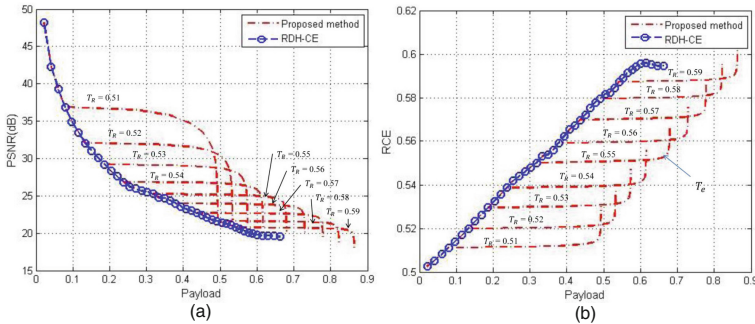 50
45
40
35
30
25
20
15
PSNR(dB)
0
0.1
0.2
0.3
0.4
0.5
0.6
0.7
0.8
0.9
Payload
Proposed method
RDH-CE
T_R = 0.51
T_R = 0.52
T_R = 0.53
T_R = 0.54
T_R = 0.55
T_R = 0.56
T_R = 0.57
T_R = 0.58
T_R = 0.59
(a)
0.6
0.58
0.56
0.54
0.52
0.5
RCE
0
0.1
0.2
0.3
0.4
0.5
0.6
0.7
0.8
0.9
Payload
Proposed method
RDH-CE
T_R = 0.59
T_R = 0.58
T_R = 0.57
T_R = 0.56
T_R = 0.55
T_R = 0.54
T_R = 0.53
T_R = 0.52
T_R = 0.51
T_e
(b)